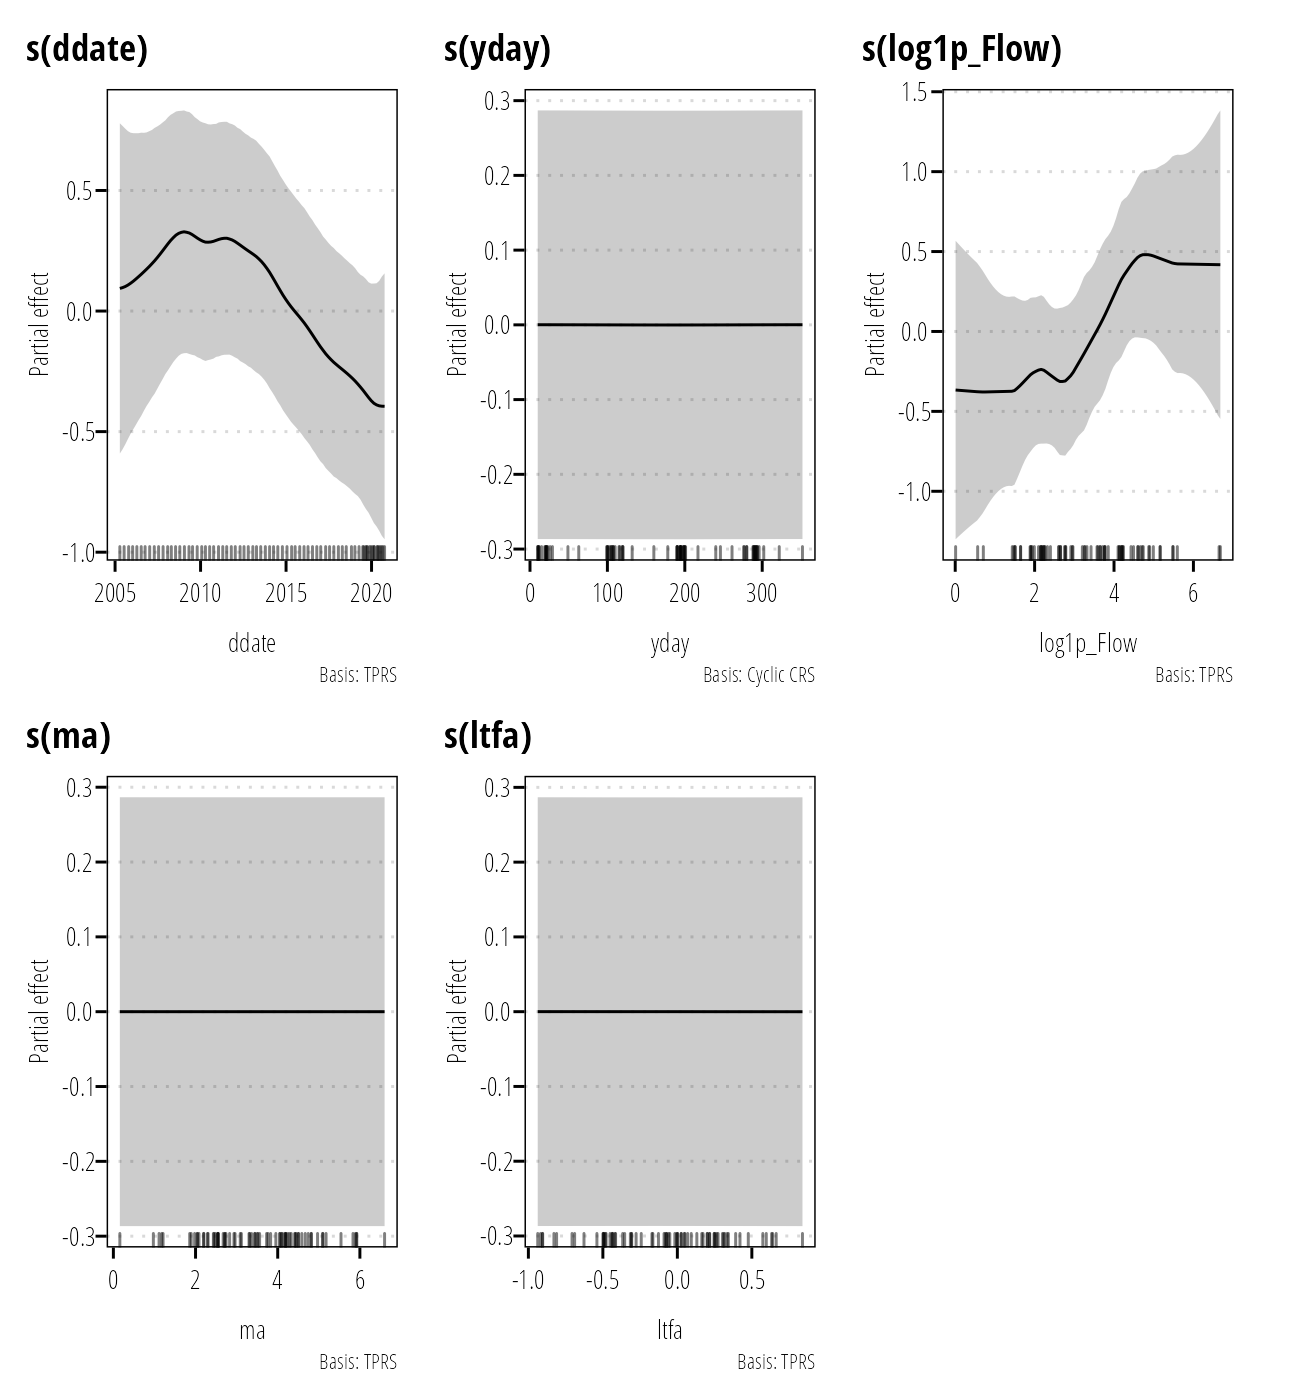 s(ddate)
Partial effect
0.5
0.0
-0.5
-1.0
2005 2010 2015 2020
ddate
Basis: TPRS
s(yday)
Partial effect
0.3
0.2
0.1
0.0
-0.1
-0.2
-0.3
0 100 200 300
yday
Basis: Cyclic CRS
s(log1p_Flow)
Partial effect
1.5
1.0
0.5
0.0
-0.5
-1.0
0 2 4 6
log1p_Flow
Basis: TPRS
s(ma)
Partial effect
0.3
0.2
0.1
0.0
-0.1
-0.2
-0.3
0 2 4 6
ma
Basis: TPRS
s(ltfa)
Partial effect
0.3
0.2
0.1
0.0
-0.1
-0.2
-0.3
-1.0 -0.5 0.0 0.5
ltfa
Basis: TPRS